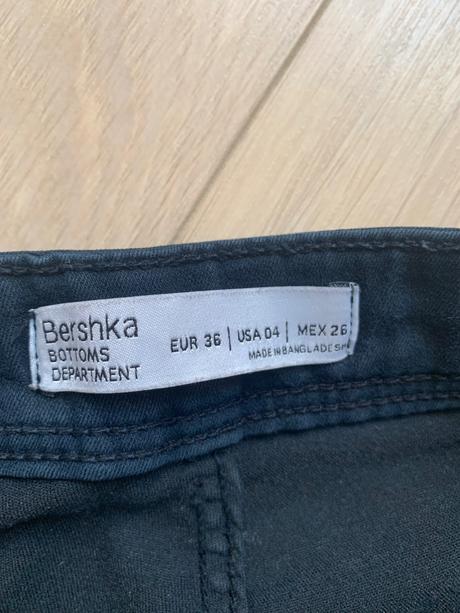 Bershka
BOTTOMS
DEPARTMENT
EUR 36 | USA 04 | MEX 26
MADE IN BANGLADESH